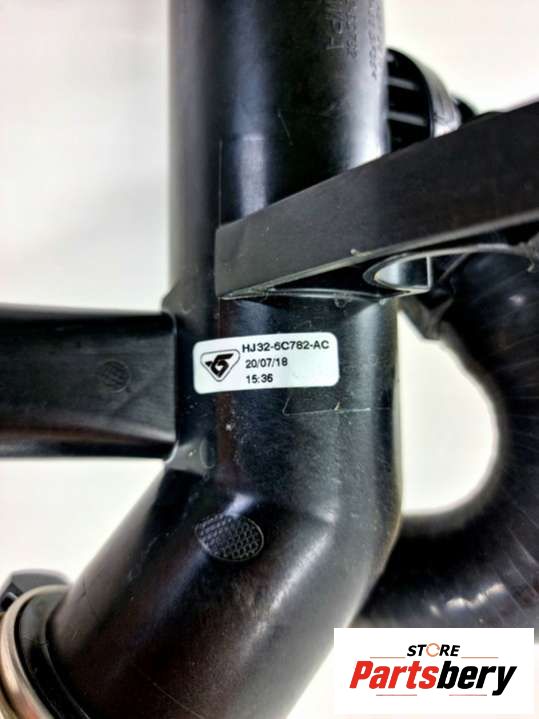 HJ32-6C782-AC
20/07/18
15:36
STORE
Partsbery